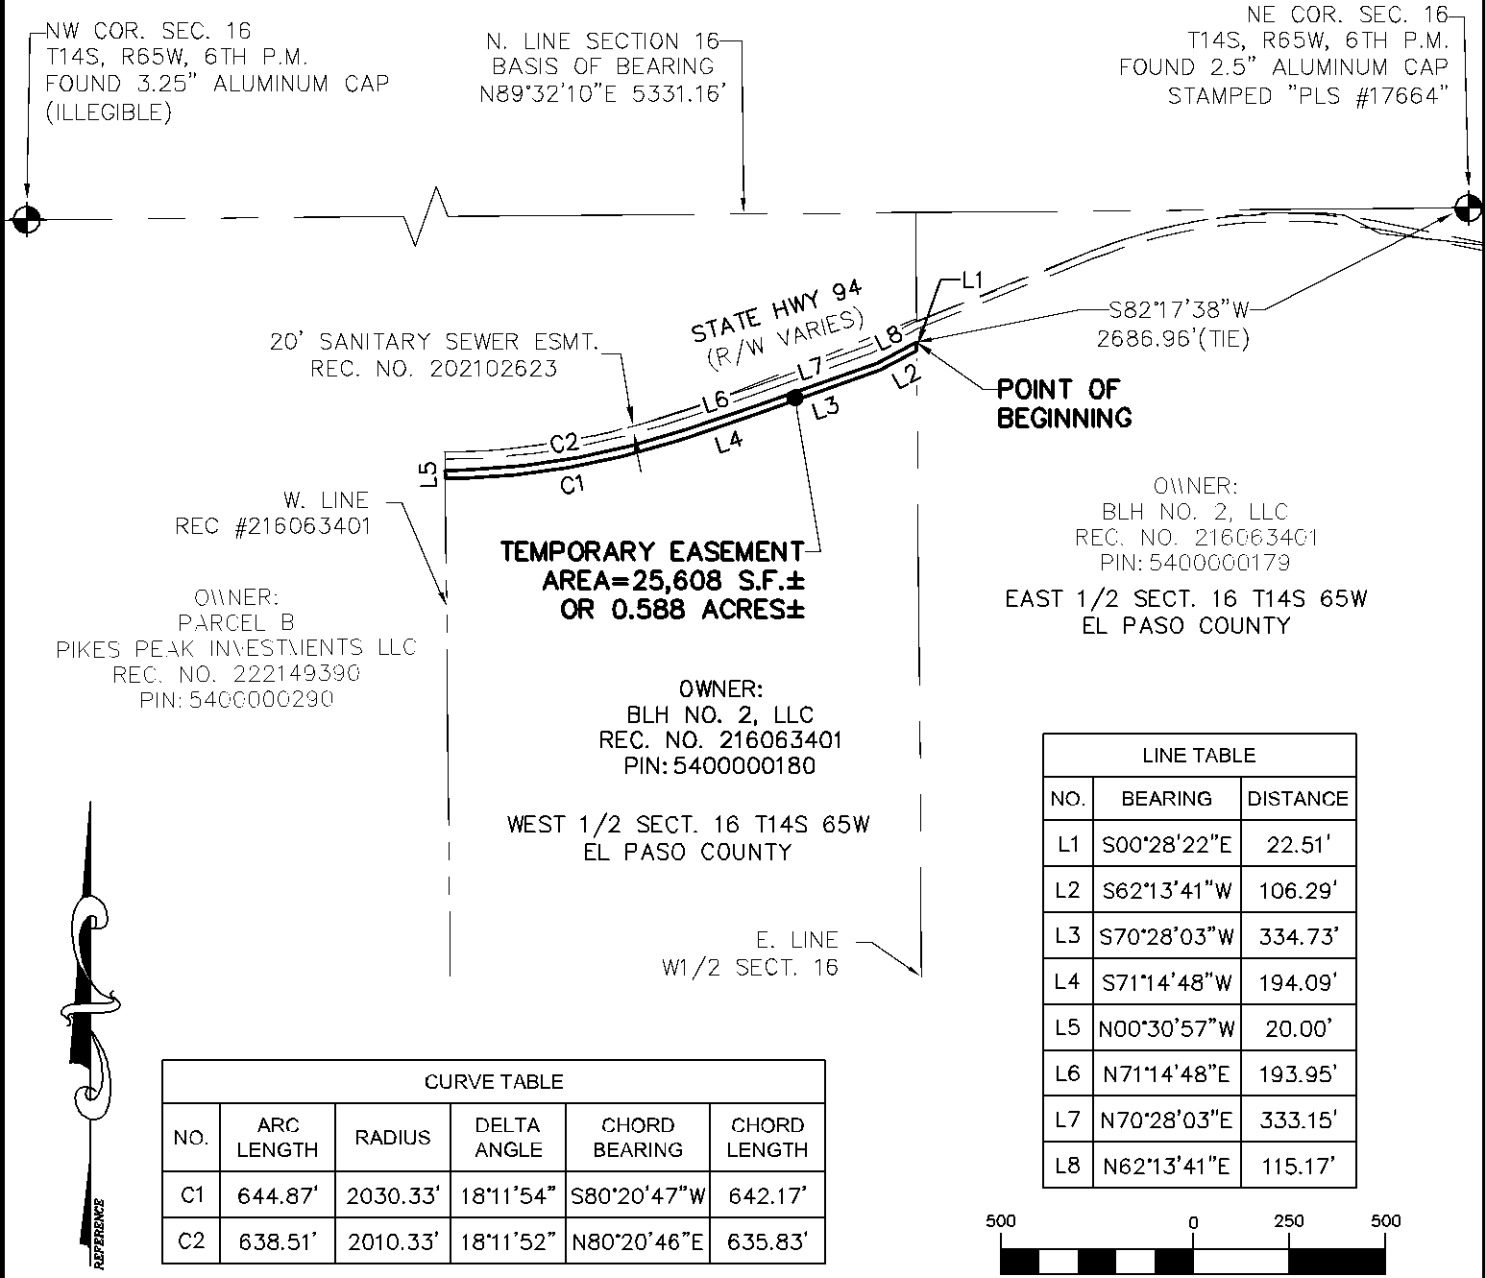 NW COR. SEC. 16
T14S, R65W, 6TH P.M.
FOUND 3.25" ALUMINUM CAP
(ILLEGIBLE)
N. LINE SECTION 16
BASIS OF BEARING
N89°32'10"E 5331.16'
NE COR. SEC. 16
T14S, R65W, 6TH P.M.
FOUND 2.5" ALUMINUM CAP
STAMPED "PLS #17664"
STATE HWY 94
(R/W VARIES)
L1
S82°17'38"W
2686.96'(TIE)
20' SANITARY SEWER ESMT.
REC. NO. 202102623
L8
L7
L6
L2
L3
L4
C2
C1
L5
POINT OF
BEGINNING
W. LINE
REC #216063401
TEMPORARY EASEMENT
AREA=25,608 S.F.±
OR 0.588 ACRES±
OWNER:
BLH NO. 2, LLC
REC. NO. 216063401
PIN: 5400000179
EAST 1/2 SECT. 16 T14S 65W
EL PASO COUNTY
OWNER:
PARCEL B
PIKES PEAK INVESTMENTS LLC
REC. NO. 222149390
PIN: 5400000290
OWNER:
BLH NO. 2, LLC
REC. NO. 216063401
PIN: 5400000180
WEST 1/2 SECT. 16 T14S 65W
EL PASO COUNTY
E. LINE
W1/2 SECT. 16
LINE TABLE
NO. BEARING DISTANCE
L1 S00°28'22"E 22.51'
L2 S62°13'41"W 106.29'
L3 S70°28'03"W 334.73'
L4 S71°14'48"W 194.09'
L5 N00°30'57"W 20.00'
L6 N71°14'48"E 193.95'
L7 N70°28'03"E 333.15'
L8 N62°13'41"E 115.17'
CURVE TABLE
NO. ARC LENGTH RADIUS DELTA ANGLE CHORD BEARING CHORD LENGTH
C1 644.87' 2030.33' 18°11'54" S80°20'47"W 642.17'
C2 638.51' 2010.33' 18°11'52" N80°20'46"E 635.83'
REFERENCE
500 0 250 500